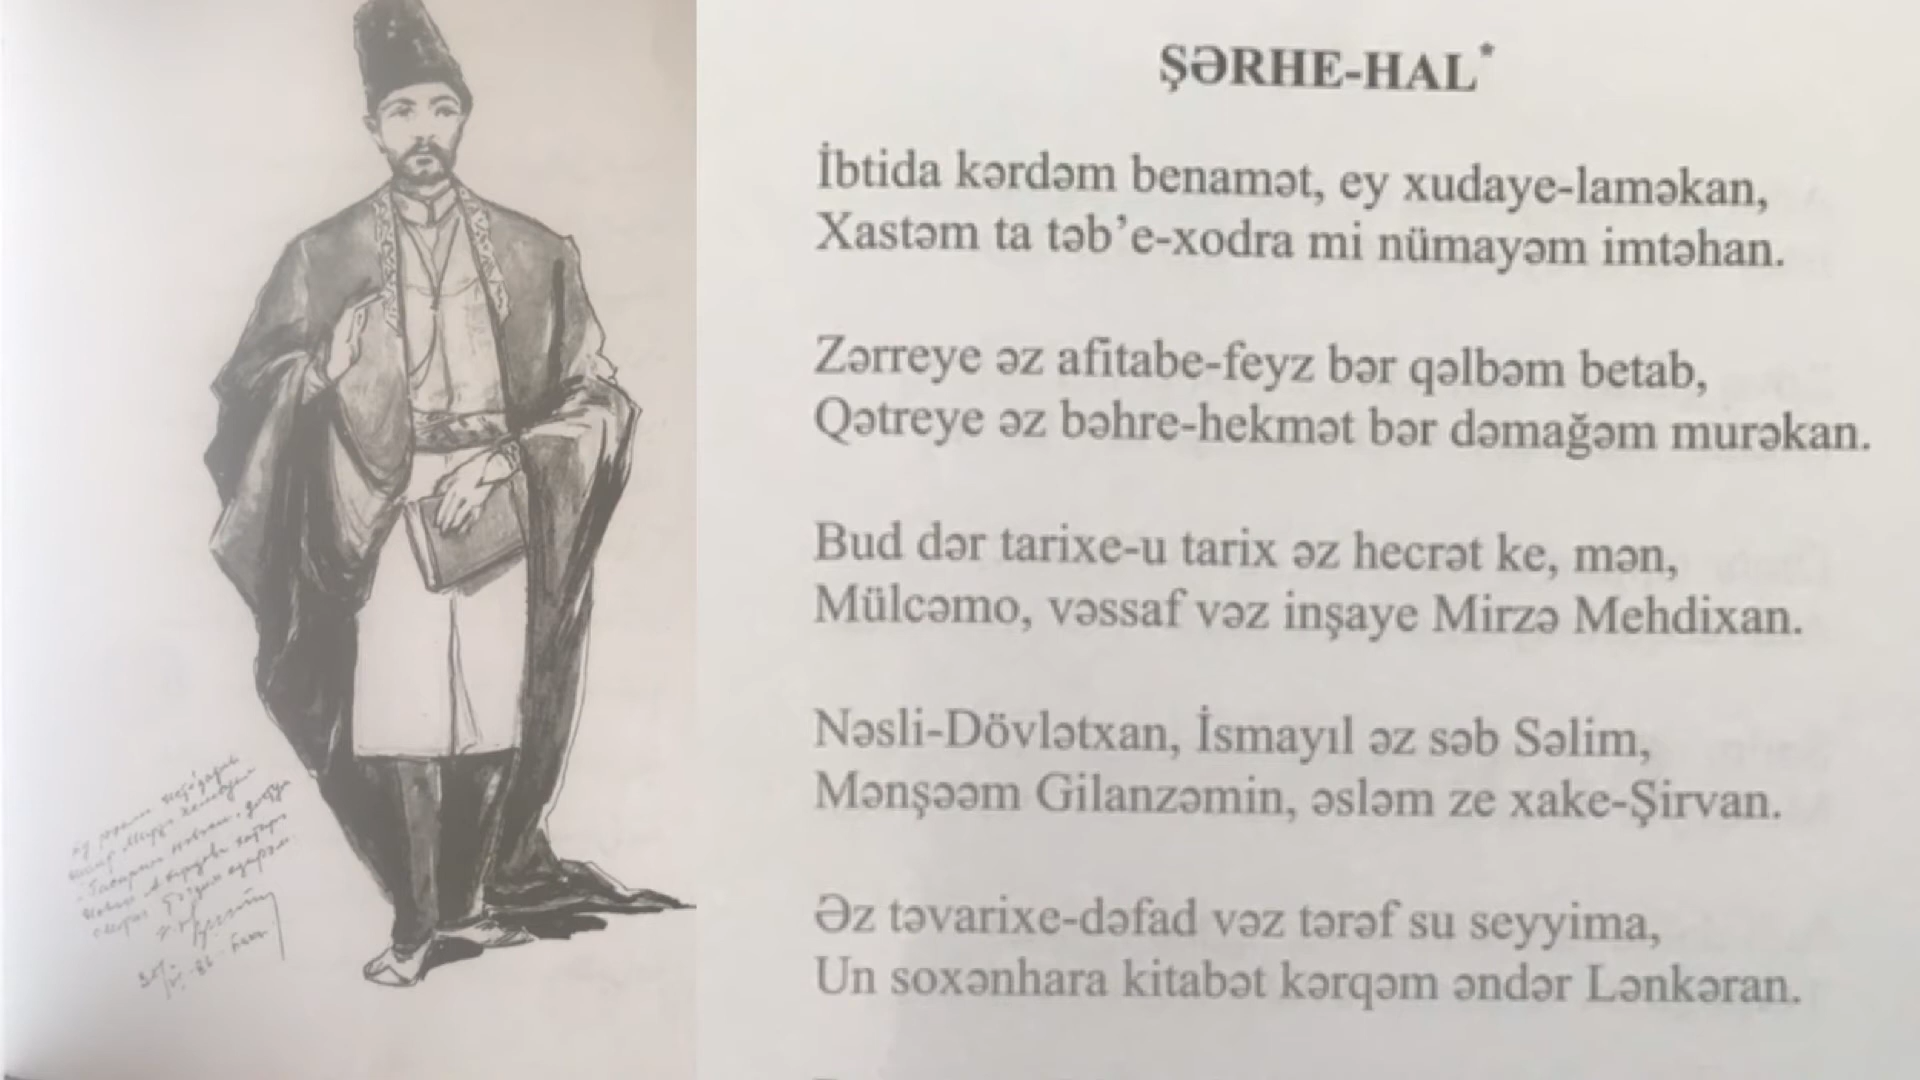 ŞƏRHE-HAL*
İbtida kərdəm benamət, ey xudaye-laməkan,
Xastəm ta təb’e-xodra mi nümayəm imtəhan.
Zərreye əz afitabe-feyz bər qəlbəm betab,
Qətreye əz bəhre-hekmət bər dəmağəm murəkan.
Bud dər tarixe-u tarix əz hecrət ke, mən,
Mülcəmo, vəssaf vəz inşaye Mirzə Mehdixan.
Nəsli-Dövlətxan, İsmayıl əz səb Səlim,
Mənşəəm Gilanzəmin, əsləm ze xake-Şirvan.
Əz təvarixe-dəfad vəz tərəf su seyyima,
Un soxənhara kitabət kərqəm əndər Lənkəran.